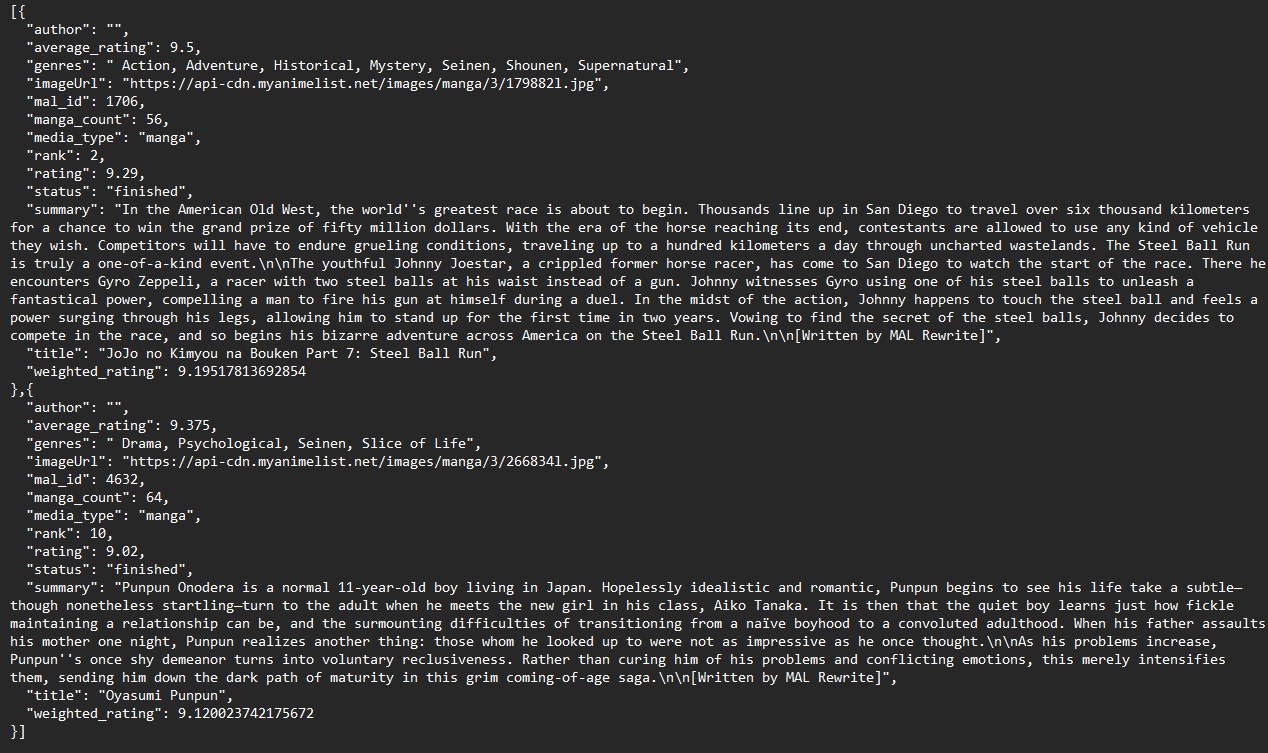 [{
  "author": "",
  "average_rating": 9.5,
  "genres": " Action, Adventure, Historical, Mystery, Seinen, Shounen, Supernatural",
  "imageUrl": "https://api-cdn.myanimelist.net/images/manga/3/179882l.jpg",
  "mal_id": 1706,
  "manga_count": 56,
  "media_type": "manga",
  "rank": 2,
  "rating": 9.29,
  "status": "finished",
  "summary": "In the American Old West, the world''s greatest race is about to begin. Thousands line up in San Diego to travel over six thousand kilometers
for a chance to win the grand prize of fifty million dollars. With the era of the horse reaching its end, contestants are allowed to use any kind of vehicle
they wish. Competitors will have to endure grueling conditions, traveling up to a hundred kilometers a day through uncharted wastelands. The Steel Ball Run
is truly a one-of-a-kind event.\n\nThe youthful Johnny Joestar, a crippled former horse racer, has come to San Diego to watch the start of the race. There he
encounters Gyro Zeppeli, a racer with two steel balls at his waist instead of a gun. Johnny witnesses Gyro using one of his steel balls to unleash a
fantastical power, compelling a man to fire his gun at himself during a duel. In the midst of the action, Johnny happens to touch the steel ball and feels a
power surging through his legs, allowing him to stand up for the first time in two years. Vowing to find the secret of the steel balls, Johnny decides to
compete in the race, and so begins his bizarre adventure across America on the Steel Ball Run.\n\n[Written by MAL Rewrite]",
  "title": "JoJo no Kimyou na Bouken Part 7: Steel Ball Run",
  "weighted_rating": 9.19517813692854
},{
  "author": "",
  "average_rating": 9.375,
  "genres": " Drama, Psychological, Seinen, Slice of Life",
  "imageUrl": "https://api-cdn.myanimelist.net/images/manga/3/266834l.jpg",
  "mal_id": 4632,
  "manga_count": 64,
  "media_type": "manga",
  "rank": 10,
  "rating": 9.02,
  "status": "finished",
  "summary": "Punpun Onodera is a normal 11-year-old boy living in Japan. Hopelessly idealistic and romantic, Punpun begins to see his life take a subtle—
though nonetheless startling—turn to the adult when he meets the new girl in his class, Aiko Tanaka. It is then that the quiet boy learns just how fickle
maintaining a relationship can be, and the surmounting difficulties of transitioning from a naïve boyhood to a convoluted adulthood. When his father assaults
his mother one night, Punpun realizes another thing: those whom he looked up to were not as impressive as he once thought.\n\nAs his problems increase,
Punpun''s once shy demeanor turns into voluntary reclusiveness. Rather than curing him of his problems and conflicting emotions, this merely intensifies
them, sending him down the dark path of maturity in this grim coming-of-age saga.\n\n[Written by MAL Rewrite]",
  "title": "Oyasumi Punpun",
  "weighted_rating": 9.120023742175672
}]